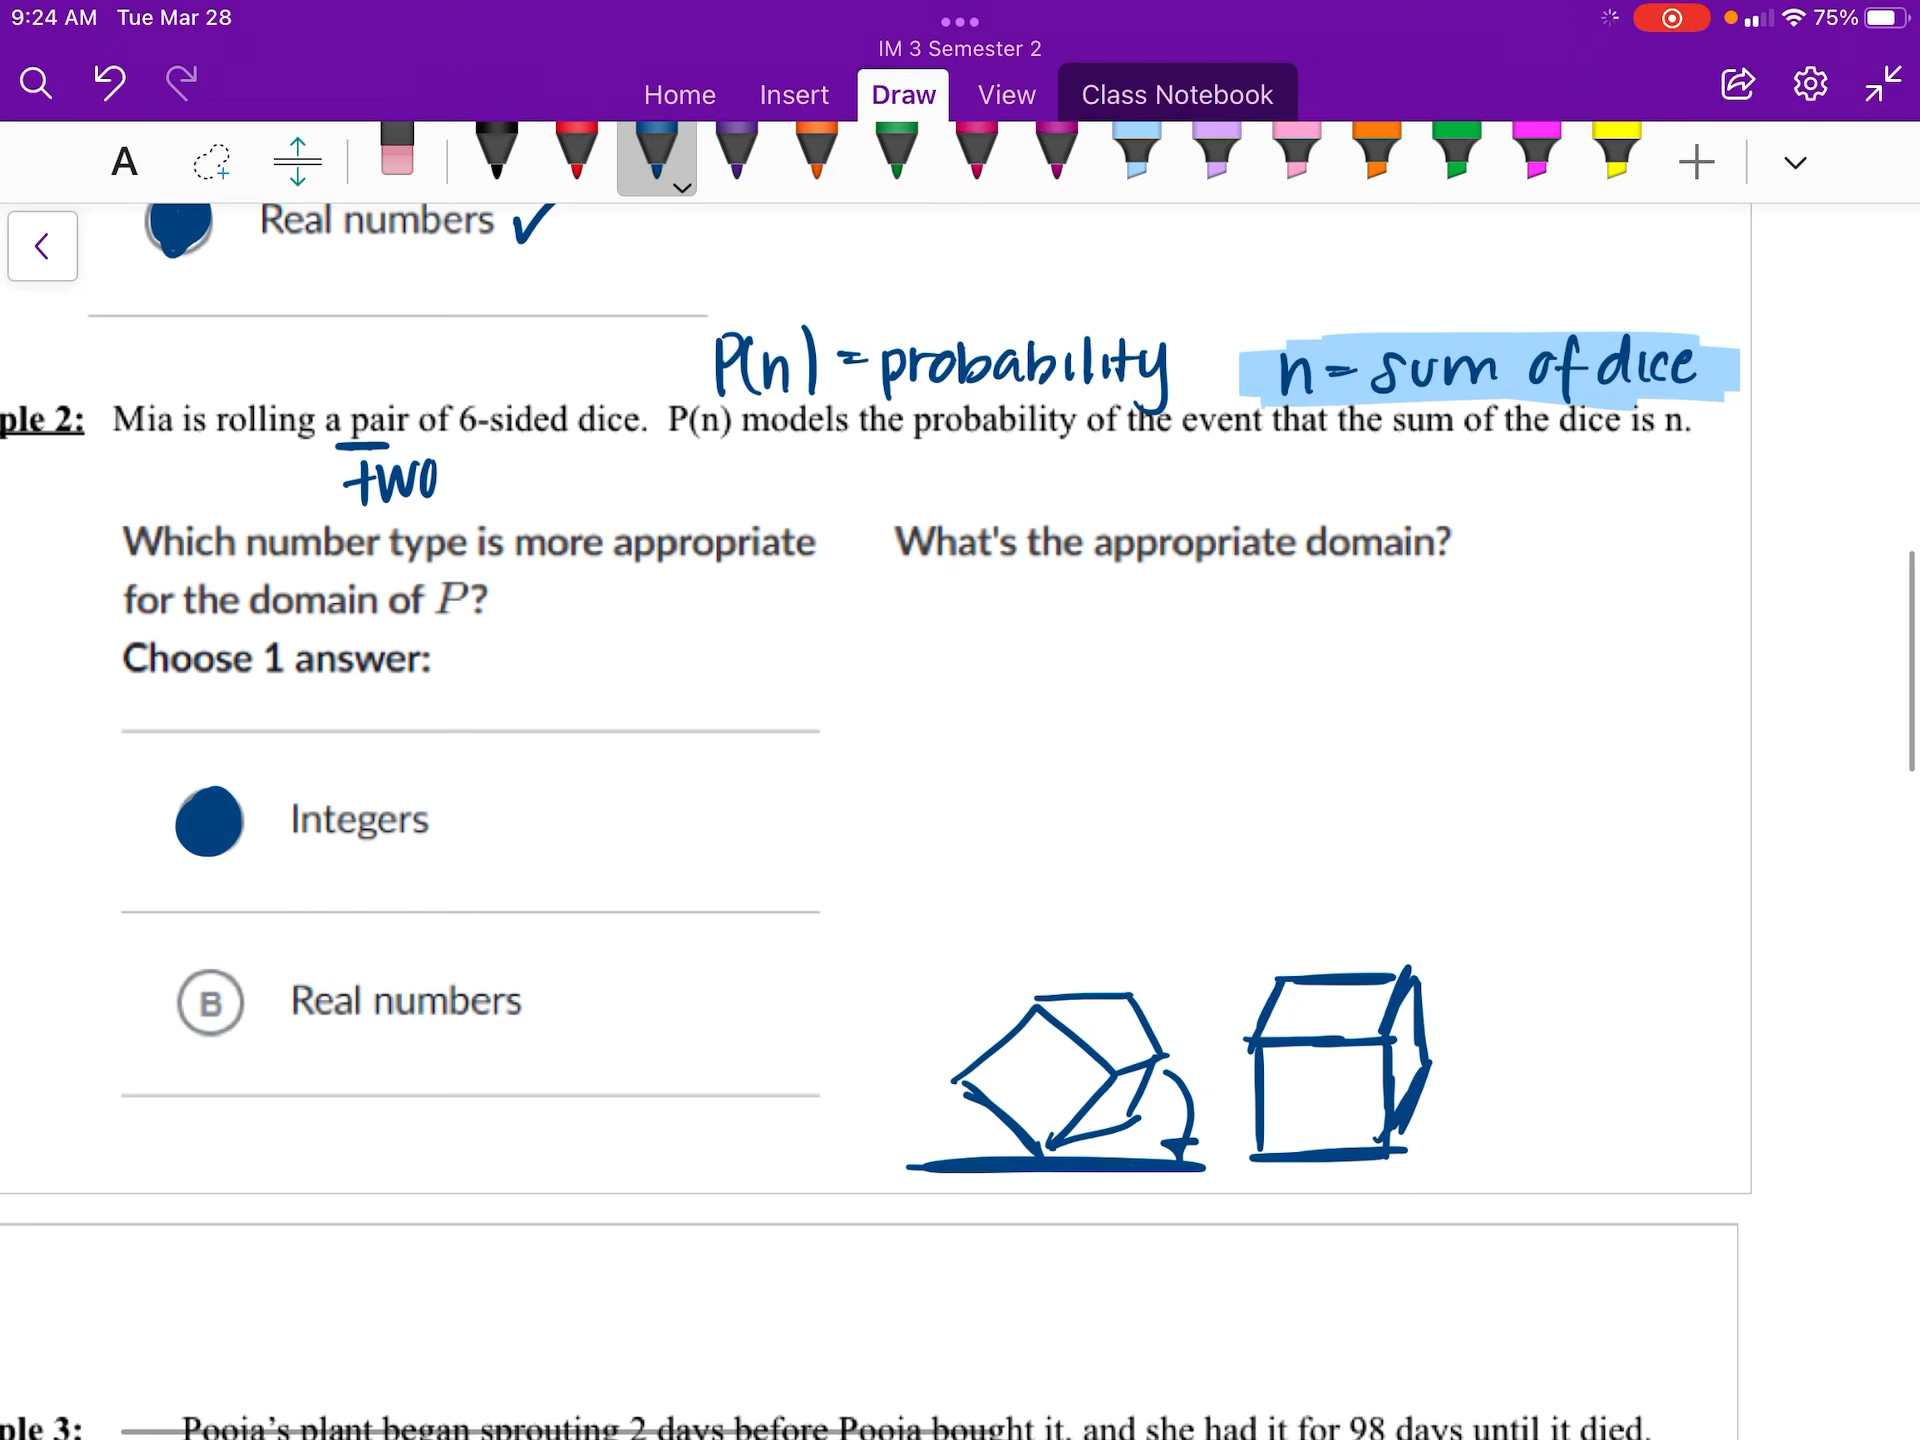 9:24 AM Tue Mar 28
75%
IM 3 Semester 2
Home Insert Draw View Class Notebook
A
Real numbers ✓
P(n) = probability n = sum of dice
ple 2: Mia is rolling a pair of 6-sided dice. P(n) models the probability of the event that the sum of the dice is n.
two
Which number type is more appropriate
for the domain of P?
Choose 1 answer:
What's the appropriate domain?
Integers
B Real numbers
ple 3: Pooja's plant began sprouting 2 days before Pooja bought it, and she had it for 98 days until it died.